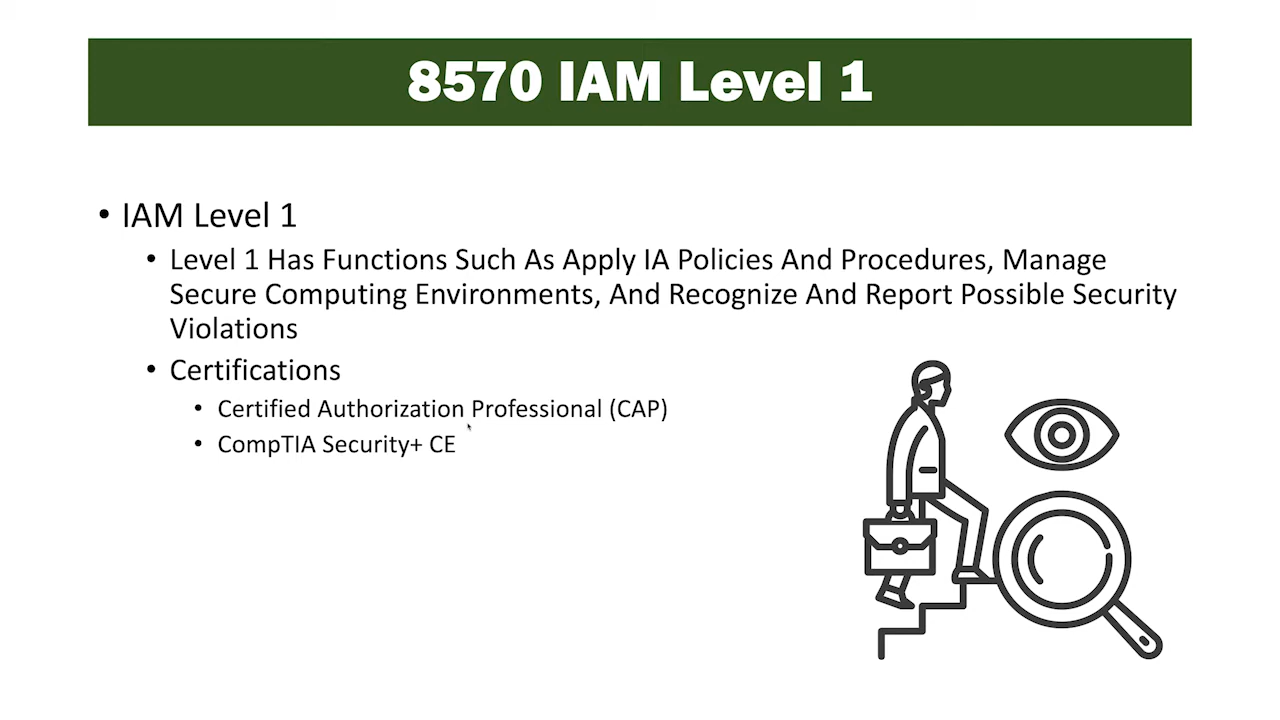 8570 IAM Level 1
• IAM Level 1
• Level 1 Has Functions Such As Apply IA Policies And Procedures, Manage
Secure Computing Environments, And Recognize And Report Possible Security
Violations
• Certifications
• Certified Authorization Professional (CAP)
• CompTIA Security+ CE